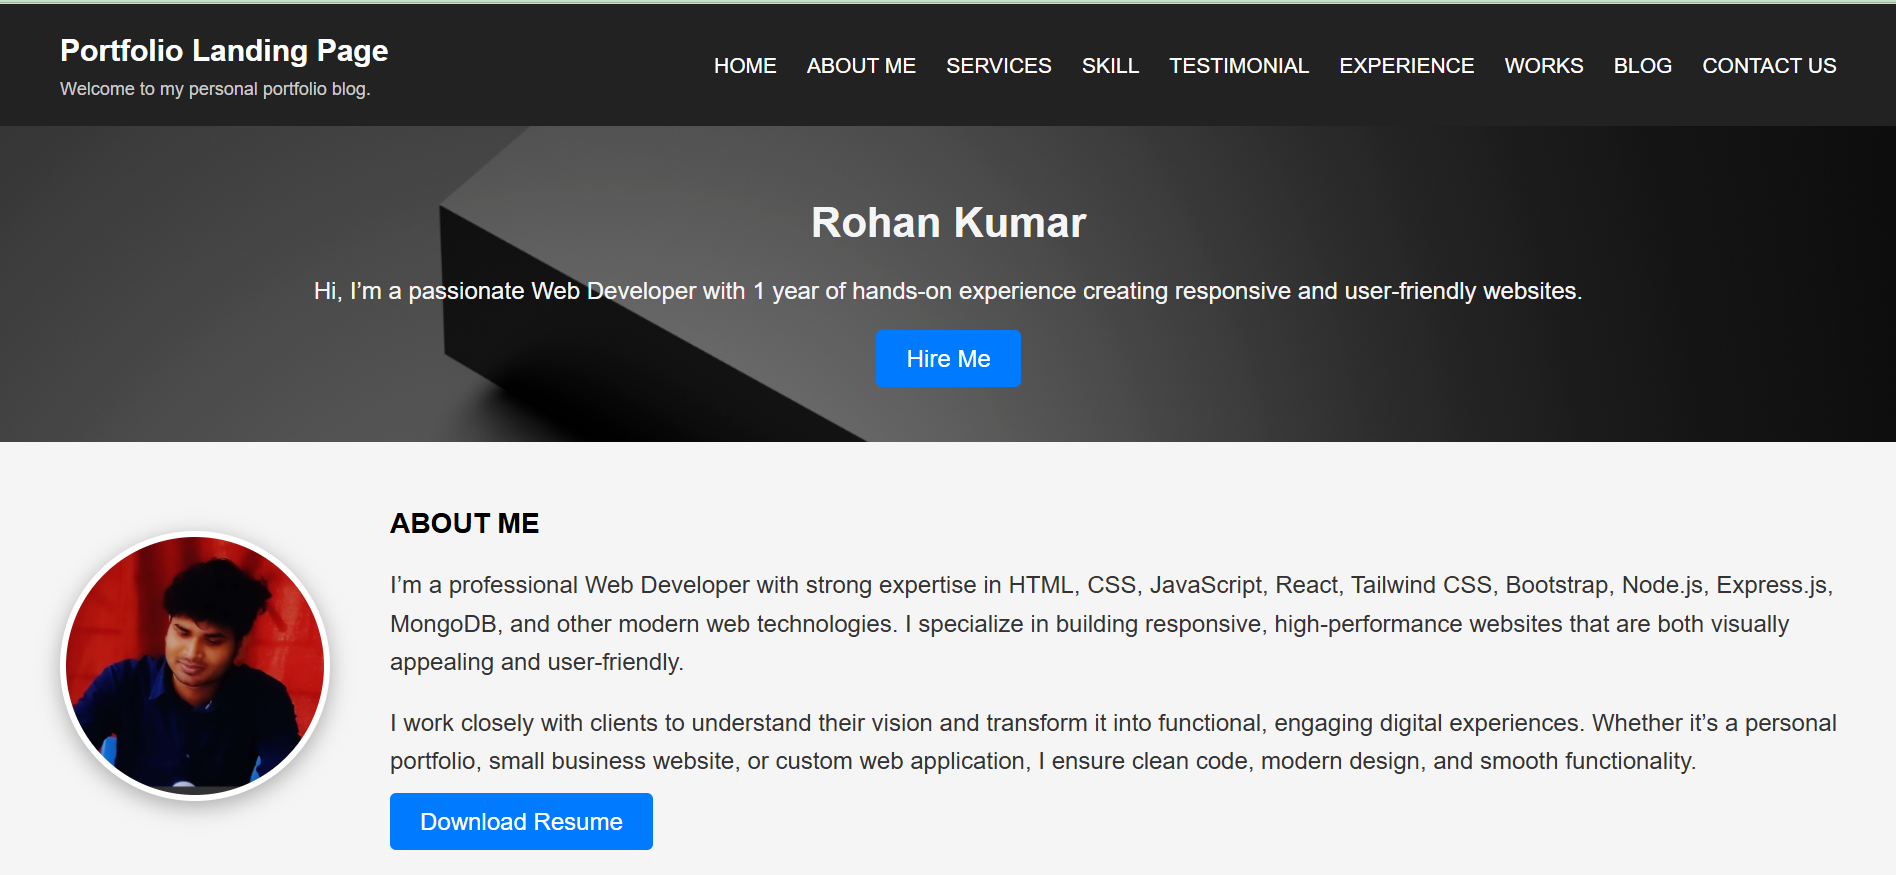 Portfolio Landing Page
Welcome to my personal portfolio blog.
HOME ABOUT ME SERVICES SKILL TESTIMONIAL EXPERIENCE WORKS BLOG CONTACT US
Rohan Kumar
Hi, I’m a passionate Web Developer with 1 year of hands-on experience creating responsive and user-friendly websites.
Hire Me
ABOUT ME
I’m a professional Web Developer with strong expertise in HTML, CSS, JavaScript, React, Tailwind CSS, Bootstrap, Node.js, Express.js,
MongoDB, and other modern web technologies. I specialize in building responsive, high-performance websites that are both visually
appealing and user-friendly.
I work closely with clients to understand their vision and transform it into functional, engaging digital experiences. Whether it’s a personal
portfolio, small business website, or custom web application, I ensure clean code, modern design, and smooth functionality.
Download Resume